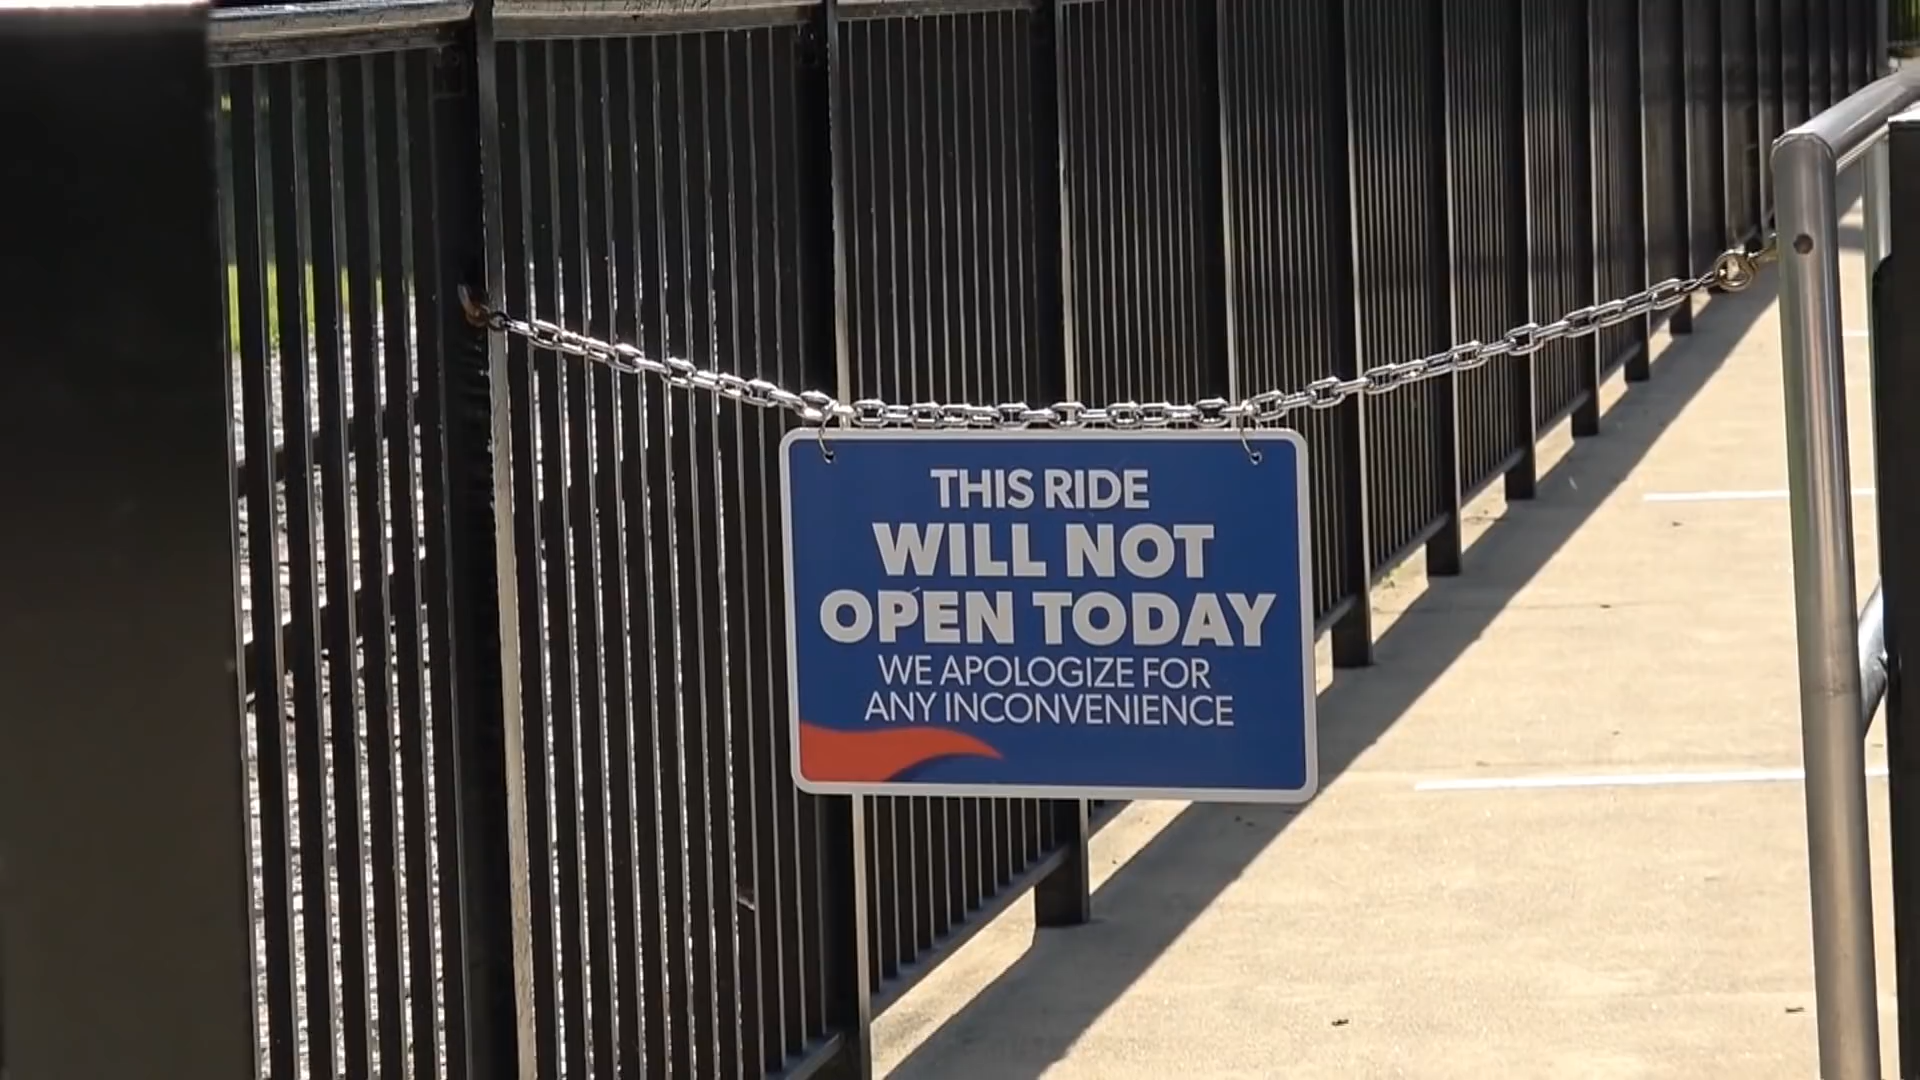 THIS RIDE
WILL NOT
OPEN TODAY
WE APOLOGIZE FOR
ANY INCONVENIENCE